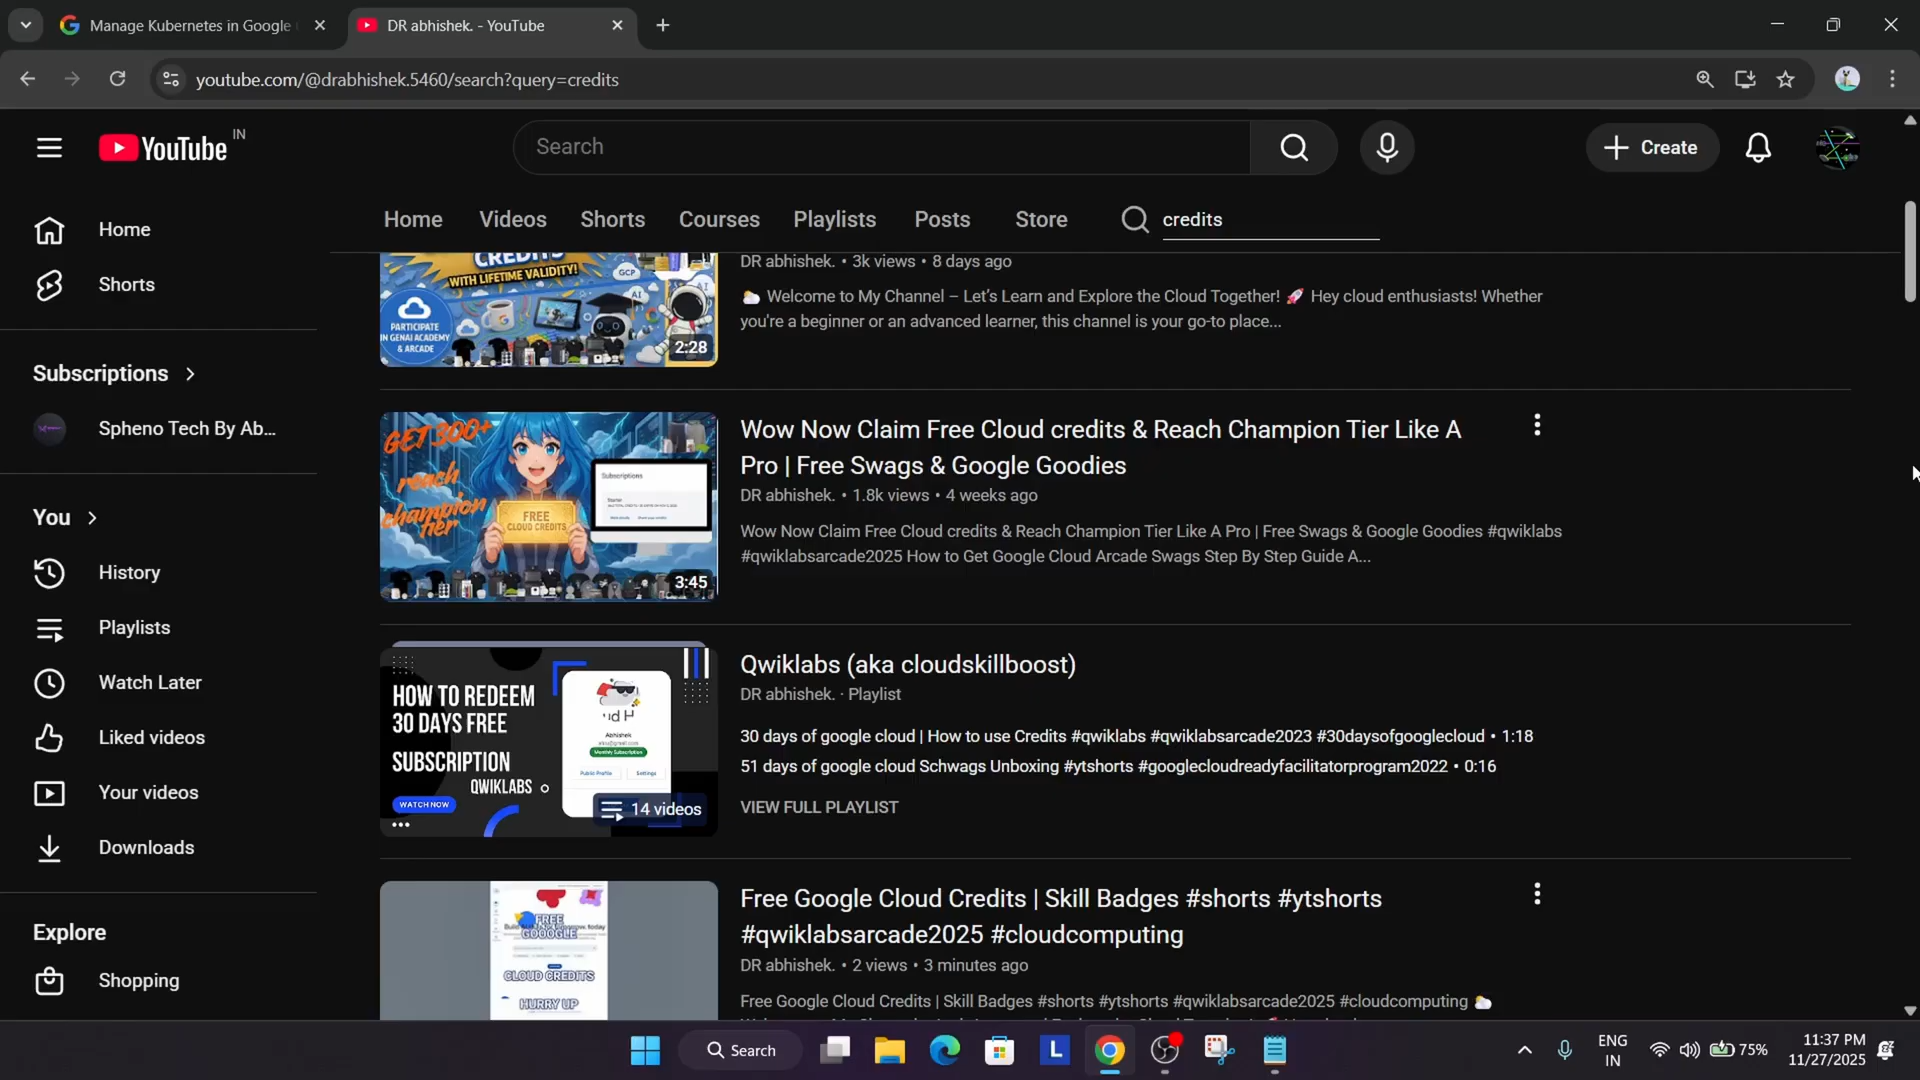 Manage Kubernetes in Google
DR abhishek. - YouTube
youtube.com/@drabhishek.5460/search?query=credits
YouTube IN
Search
Create
Home
Videos
Shorts
Courses
Playlists
Posts
Store
credits
Home
Shorts
Subscriptions
Spheno Tech By Ab...
You
History
Playlists
Watch Later
Liked videos
Your videos
Downloads
Explore
Shopping
CREDITS
WITH LIFETIME VALIDITY!
GCP
AI
AI
PARTICIPATE
IN GENAI ACADEMY
& ARCADE
2:28
DR abhishek. • 3k views • 8 days ago
Welcome to My Channel – Let's Learn and Explore the Cloud Together! 🚀 Hey cloud enthusiasts! Whether
you're a beginner or an advanced learner, this channel is your go-to place...
GET 300+
reach
champion
tier
FREE
CLOUD CREDITS
Subscriptions
3:45
Wow Now Claim Free Cloud credits & Reach Champion Tier Like A
Pro | Free Swags & Google Goodies
DR abhishek. • 1.8k views • 4 weeks ago
Wow Now Claim Free Cloud credits & Reach Champion Tier Like A Pro | Free Swags & Google Goodies #qwiklabs
#qwiklabsarcade2025 How to Get Google Cloud Arcade Swags Step By Step Guide A...
HOW TO REDEEM
30 DAYS FREE
SUBSCRIPTION
QWIKLABS
WATCH NOW
Abhishek
Monthly Subscription
Public Profile
Settings
14 videos
Qwiklabs (aka cloudskillboost)
DR abhishek. · Playlist
30 days of google cloud | How to use Credits #qwiklabs #qwiklabsarcade2023 #30daysofgooglecloud • 1:18
51 days of google cloud Schwags Unboxing #ytshorts #googlecloudreadyfacilitatorprogram2022 • 0:16
VIEW FULL PLAYLIST
FREE
GOOOGLE
CLOUD CREDITS
HURRY UP
Free Google Cloud Credits | Skill Badges #shorts #ytshorts
#qwiklabsarcade2025 #cloudcomputing
DR abhishek. • 2 views • 3 minutes ago
Free Google Cloud Credits | Skill Badges #shorts #ytshorts #qwiklabsarcade2025 #cloudcomputing
Search
L
ENG
IN
75%
11:37 PM
11/27/2025